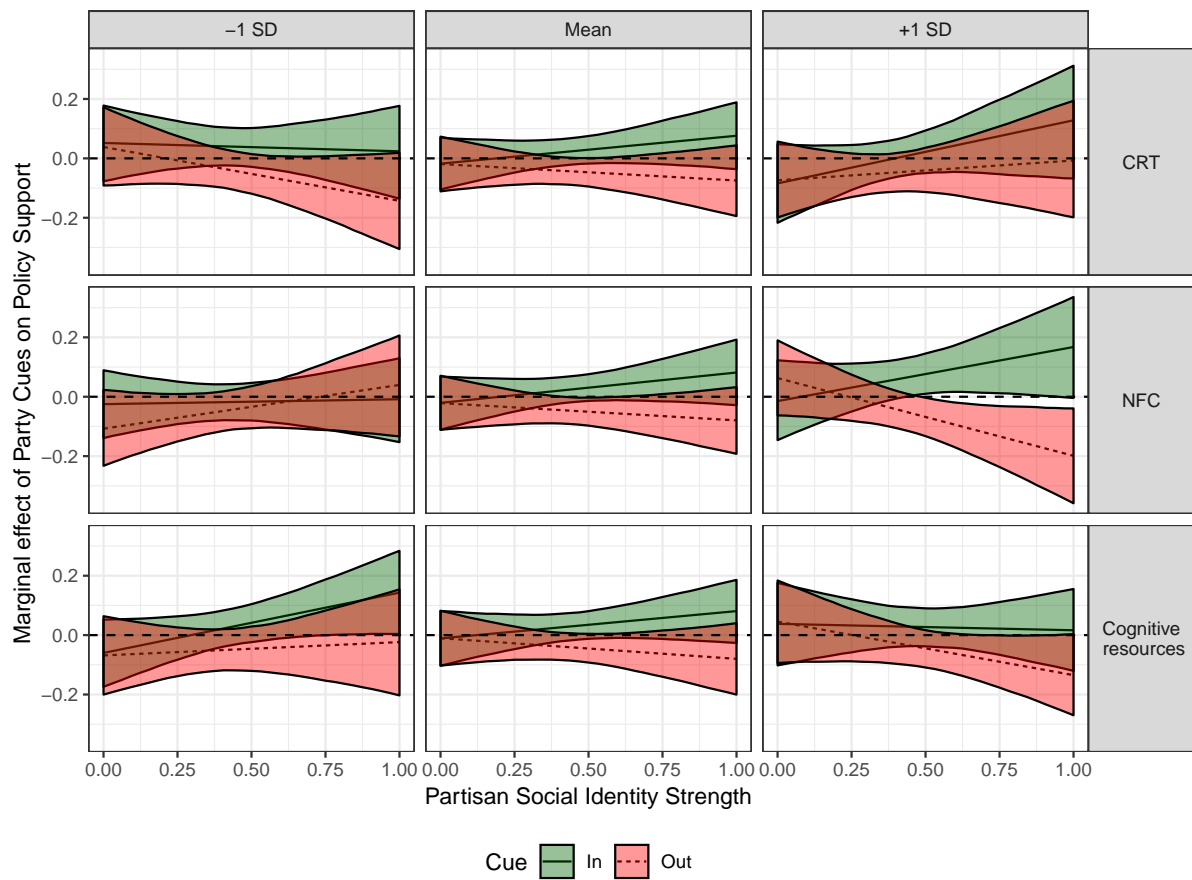 −1 SD Mean +1 SD
Marginal effect of Party Cues on Policy Support
0.2
0.0
−0.2
CRT
0.2
0.0
−0.2
NFC
0.2
0.0
−0.2
Cognitive
resources
0.00 0.25 0.50 0.75 1.00 0.00 0.25 0.50 0.75 1.00 0.00 0.25 0.50 0.75 1.00
Partisan Social Identity Strength
Cue In Out